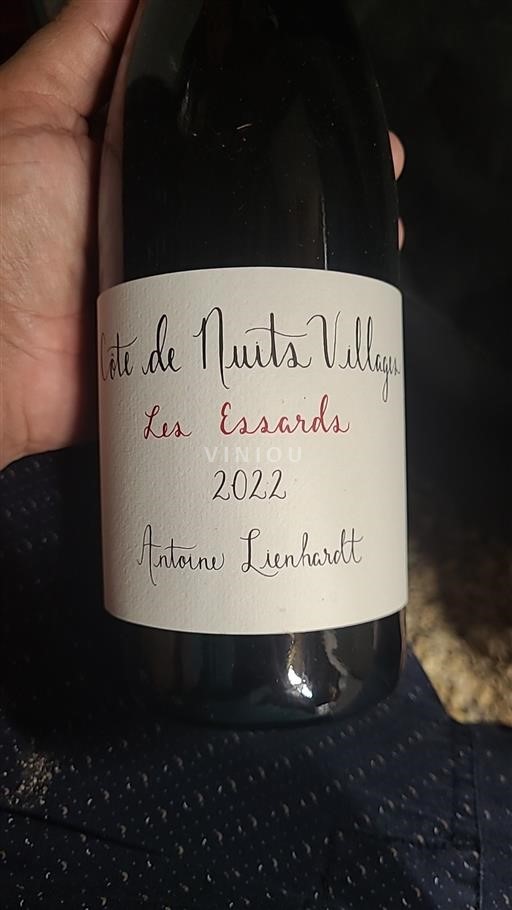 Côte de Nuits Villages
Les Essards
VINIOU
2022
Antoine Lienhardt